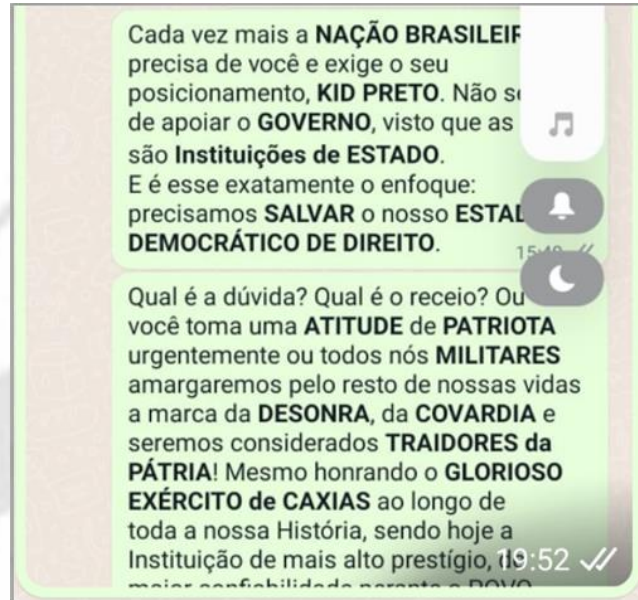 Cada vez mais a NAÇÃO
precisa de você e exige o seu
posicionamento, KID PRETO. Não
de apoiar o GOVERNO, visto que as
são Instituições de ESTADO.
E é esse exatamente o enfoque:
precisamos SALVAR o nosso
DEMOCRÁTICO DE DIREITO.
Qual é a dúvida? Qual é o receio? Ou
você toma uma ATITUDE de PATRIOTA
urgentemente ou todos nós MILITARES
amargaremos pelo resto de nossas vidas
a marca da DESONRA, da COVARDIA e
seremos considerados TRAIDORES da
PÁTRIA! Mesmo honrando o GLORIOSO
EXÉRCITO de CAXIAS ao longo de
toda a nossa História, sendo hoje a
Instituição de mais alto prestígio,
19:52